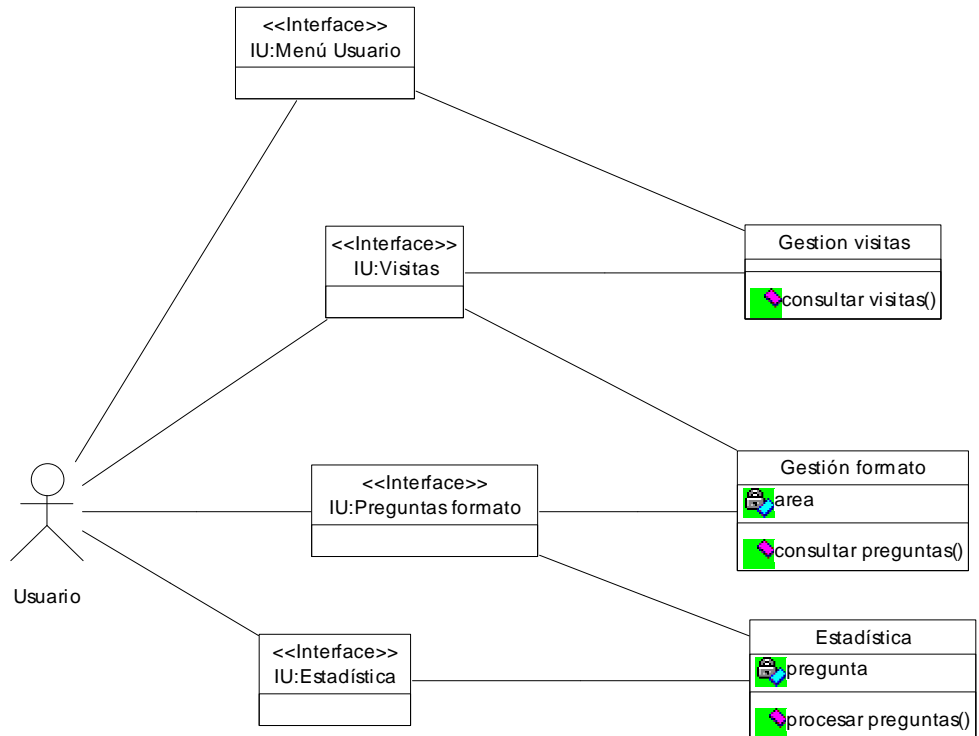 <<Interface>>
IU:Menú Usuario
<<Interface>>
IU:Visitas
Gestion visitas
consultar visitas()
<<Interface>>
IU:Preguntas formato
Gestión formato
area
consultar preguntas()
Usuario
<<Interface>>
IU:Estadística
Estadística
pregunta
procesar preguntas()